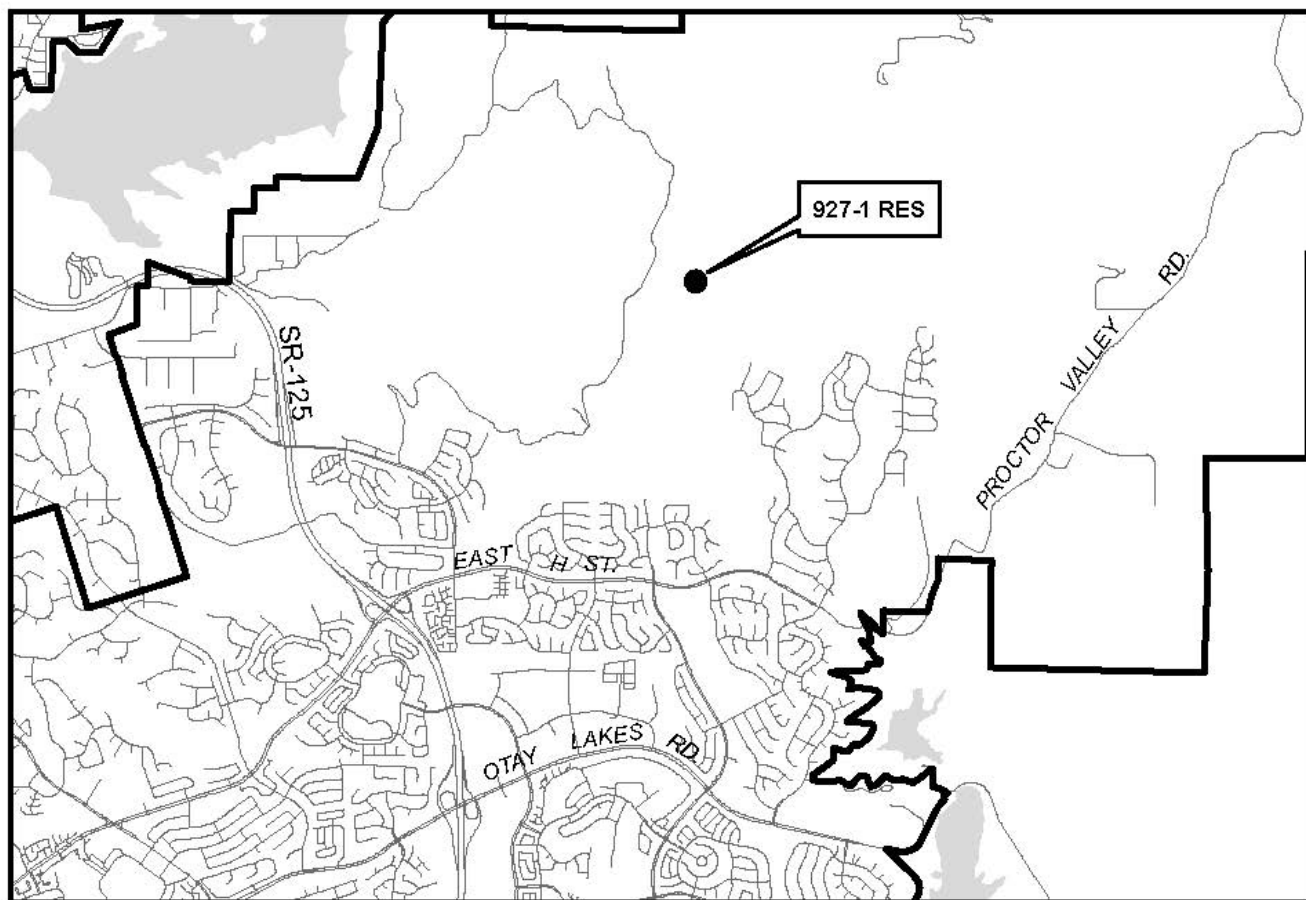 927-1 RES
SR-125
PROCTOR VALLEY RD.
EAST H ST.
OTAY LAKES RD.